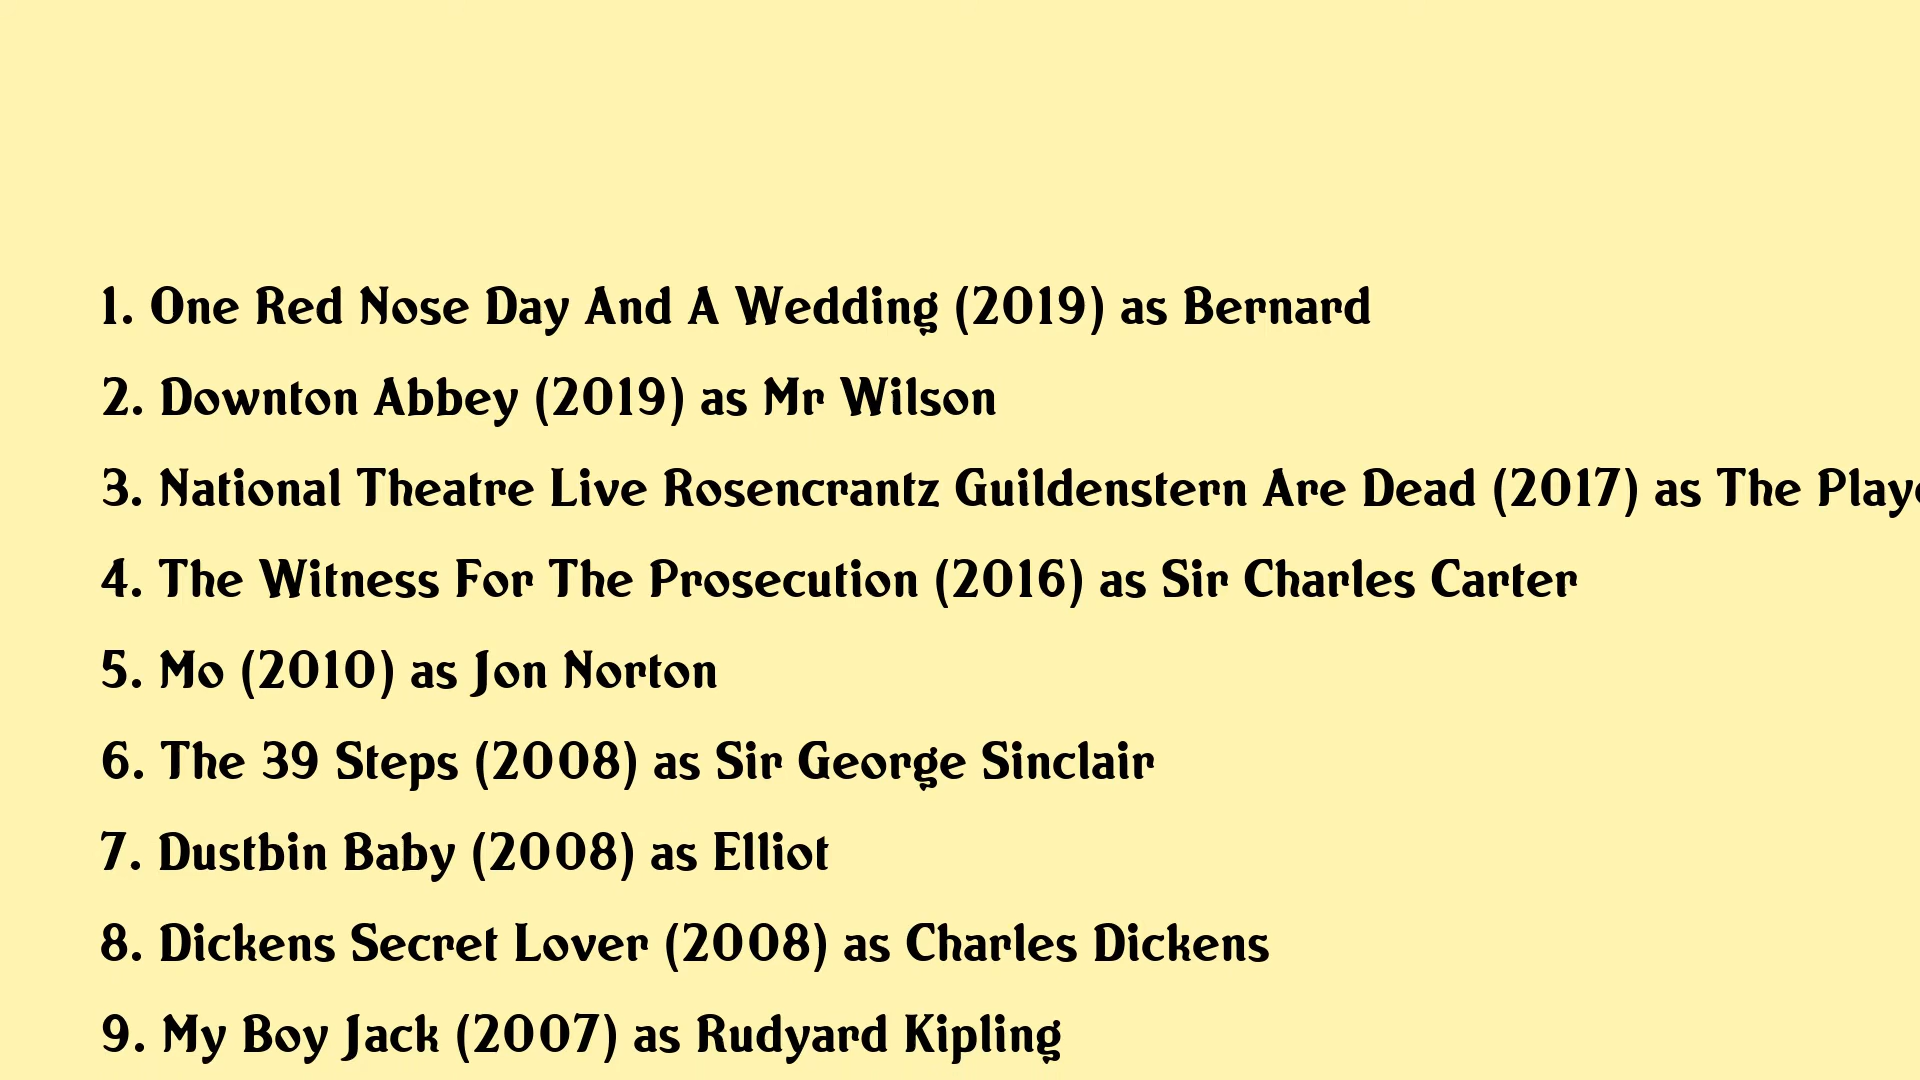 1. One Red Nose Day And A Wedding (2019) as Bernard
2. Downton Abbey (2019) as Mr Wilson
3. National Theatre Live Rosencrantz Guildenstern Are Dead (2017) as The
4. The Witness For The Prosecution (2016) as Sir Charles Carter
5. Mo (2010) as Jon Norton
6. The 39 Steps (2008) as Sir George Sinclair
7. Dustbin Baby (2008) as Elliot
8. Dickens Secret Lover (2008) as Charles Dickens
9. My Boy Jack (2007) as Rudyard Kipling